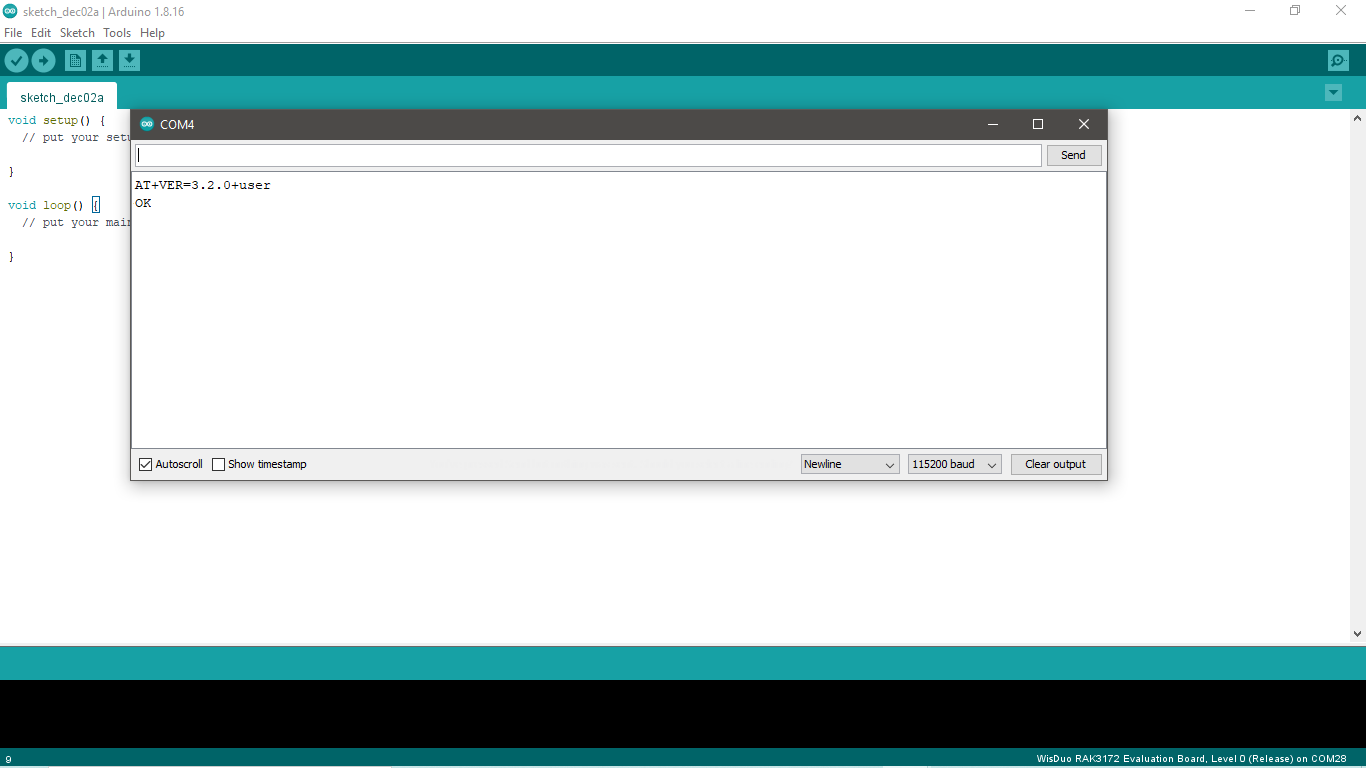 sketch_dec02a | Arduino 1.8.16
File Edit Sketch Tools Help
sketch_dec02a
void setup() {
// put your setu
}
void loop() {
// put your main
}
COM4
Send
AT+VER=3.2.0+user
OK
Autoscroll Show timestamp Newline 115200 baud Clear output
9 WisDuo RAK3172 Evaluation Board, Level 0 (Release) on COM28